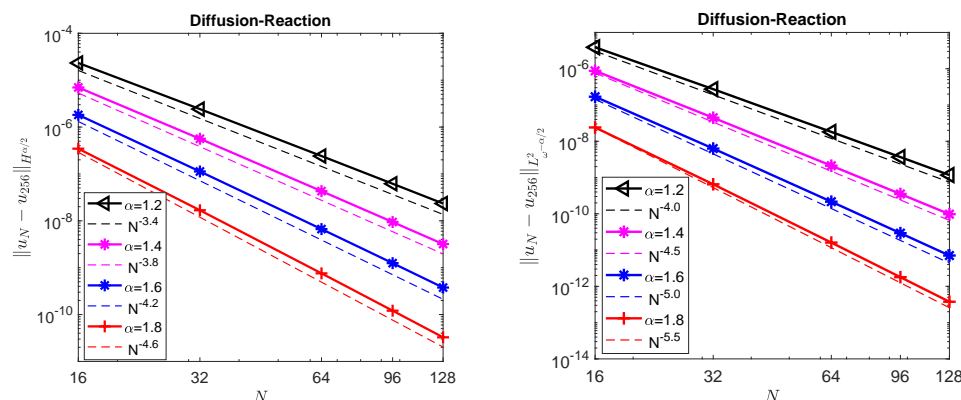 Diffusion-Reaction
10^-4
10^-6
10^-8
10^-10
||u_N − u_256||_{H^{α/2}}
α=1.2
N^-3.4
α=1.4
N^-3.8
α=1.6
N^-4.2
α=1.8
N^-4.6
16
32
64
96
128
N
Diffusion-Reaction
10^-6
10^-8
10^-10
10^-12
10^-14
||u_N − u_256||_{L^2_{ω^{-α/2}}}
α=1.2
N^-4.0
α=1.4
N^-4.5
α=1.6
N^-5.0
α=1.8
N^-5.5
16
32
64
96
128
N